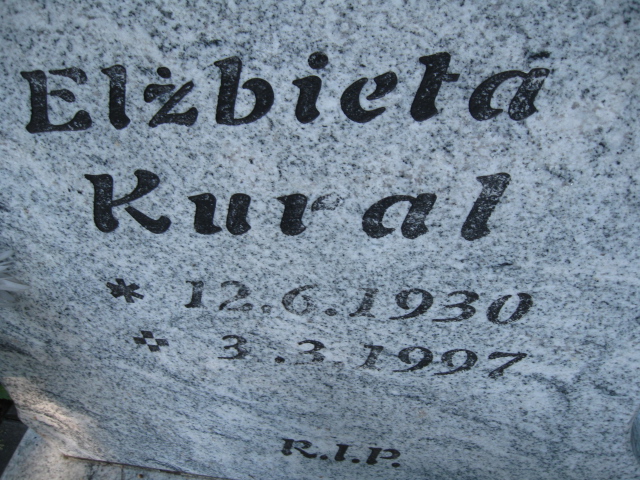 Elżbieta
Kural
* 12.6.1930
✣ 3.3.1997
R.I.P.